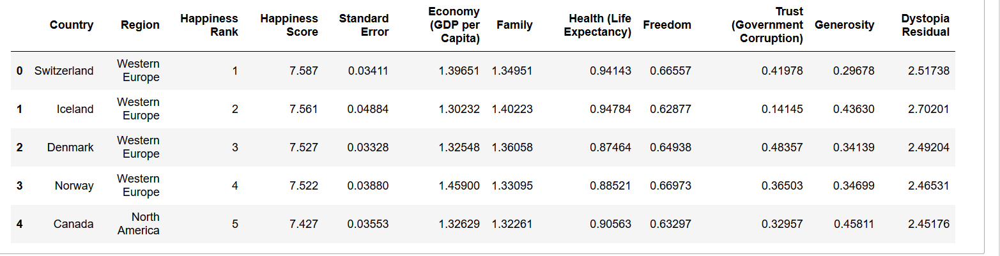 Country Region Happiness Rank Happiness Score Standard Error Economy (GDP per Capita) Family Health (Life Expectancy) Freedom Trust (Government Corruption) Generosity Dystopia Residual
0 Switzerland Western Europe 1 7.587 0.03411 1.39651 1.34951 0.94143 0.66557 0.41978 0.29678 2.51738
1 Iceland Western Europe 2 7.561 0.04884 1.30232 1.40223 0.94784 0.62877 0.14145 0.43630 2.70201
2 Denmark Western Europe 3 7.527 0.03328 1.32548 1.36058 0.87464 0.64938 0.48357 0.34139 2.49204
3 Norway Western Europe 4 7.522 0.03880 1.45900 1.33095 0.88521 0.66973 0.36503 0.34699 2.46531
4 Canada North America 5 7.427 0.03553 1.32629 1.32261 0.90563 0.63297 0.32957 0.45811 2.45176